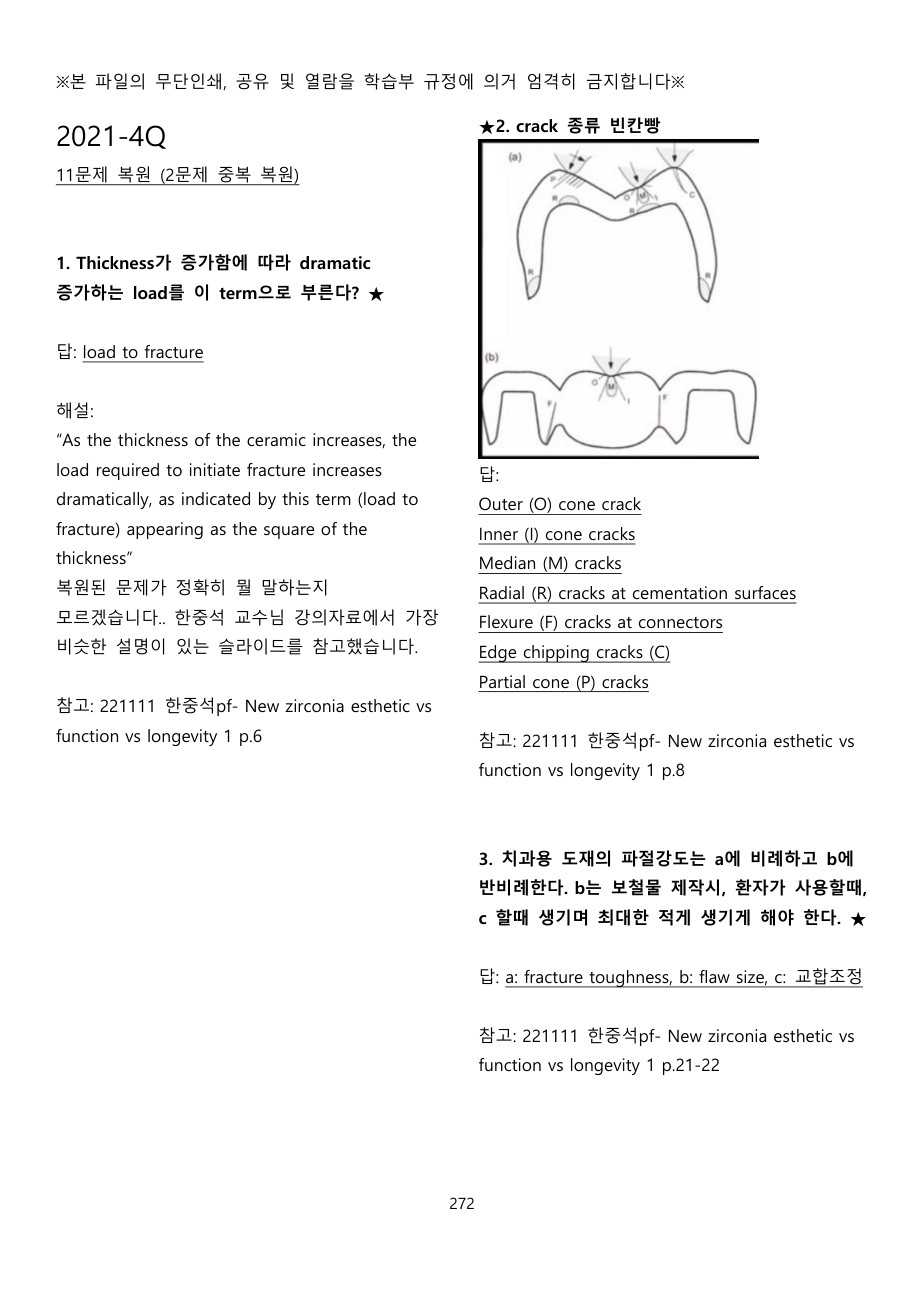 ※본 파일의 무단인쇄, 공유 및 열람을 학습부 규정에 의거 엄격히 금지합니다※
2021-4Q
11문제 복원 (2문제 중복 복원)
1. Thickness가 증가함에 따라 dramatic
증가하는 load를 이 term으로 부른다? ★
답: load to fracture
해설:
“As the thickness of the ceramic increases, the
load required to initiate fracture increases
dramatically, as indicated by this term (load to
fracture) appearing as the square of the
thickness”
복원된 문제가 정확히 뭘 말하는지
모르겠습니다.. 한중석 교수님 강의자료에서 가장
비슷한 설명이 있는 슬라이드를 참고했습니다.
참고: 221111 한중석pf- New zirconia esthetic vs
function vs longevity 1 p.6
★2. crack 종류 빈칸빵
(a)
P
R
O
M
I
R
C
R
R
(b)
O
M
I
F
F
답:
Outer (O) cone crack
Inner (I) cone cracks
Median (M) cracks
Radial (R) cracks at cementation surfaces
Flexure (F) cracks at connectors
Edge chipping cracks (C)
Partial cone (P) cracks
참고: 221111 한중석pf- New zirconia esthetic vs
function vs longevity 1 p.8
3. 치과용 도재의 파절강도는 a에 비례하고 b에
반비례한다. b는 보철물 제작시, 환자가 사용할때,
c 할때 생기며 최대한 적게 생기게 해야 한다. ★
답: a: fracture toughness, b: flaw size, c: 교합조정
참고: 221111 한중석pf- New zirconia esthetic vs
function vs longevity 1 p.21-22
272